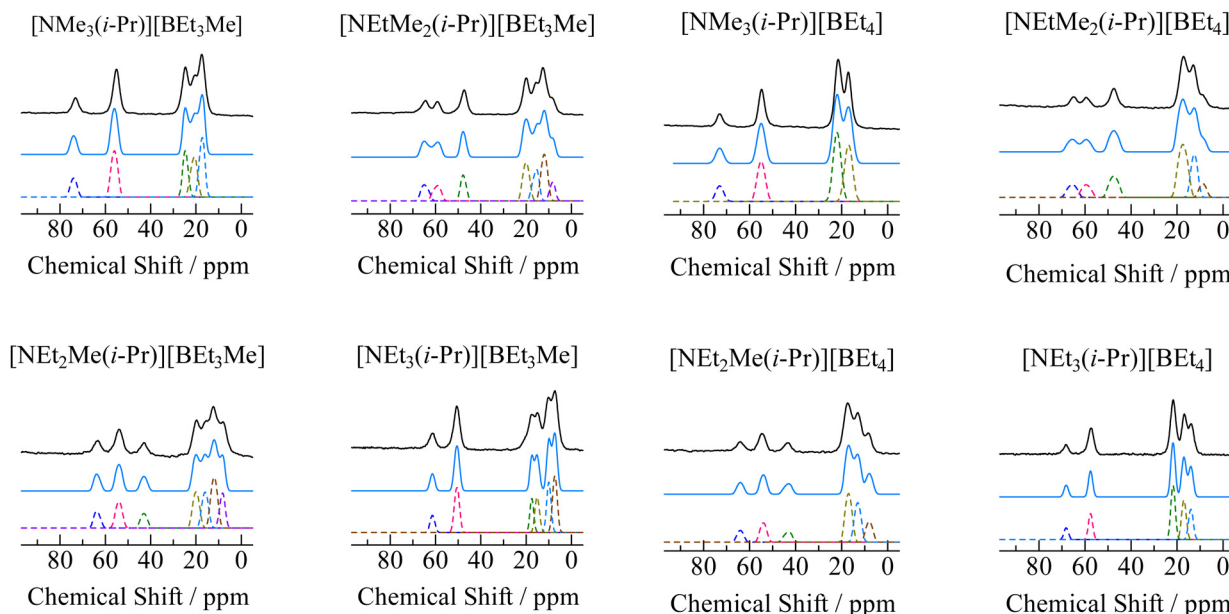 [NMe₃(i-Pr)][BEt₃Me]
80 60 40 20 0
Chemical Shift / ppm
[NEtMe₂(i-Pr)][BEt₃Me]
80 60 40 20 0
Chemical Shift / ppm
[NMe₃(i-Pr)][BEt₄]
80 60 40 20 0
Chemical Shift / ppm
[NEtMe₂(i-Pr)][BEt₄]
80 60 40 20 0
Chemical Shift / ppm
[NEt₂Me(i-Pr)][BEt₃Me]
80 60 40 20 0
Chemical Shift / ppm
[NEt₃(i-Pr)][BEt₃Me]
80 60 40 20 0
Chemical Shift / ppm
[NEt₂Me(i-Pr)][BEt₄]
80 60 40 20 0
Chemical Shift / ppm
[NEt₃(i-Pr)][BEt₄]
80 60 40 20 0
Chemical Shift / ppm